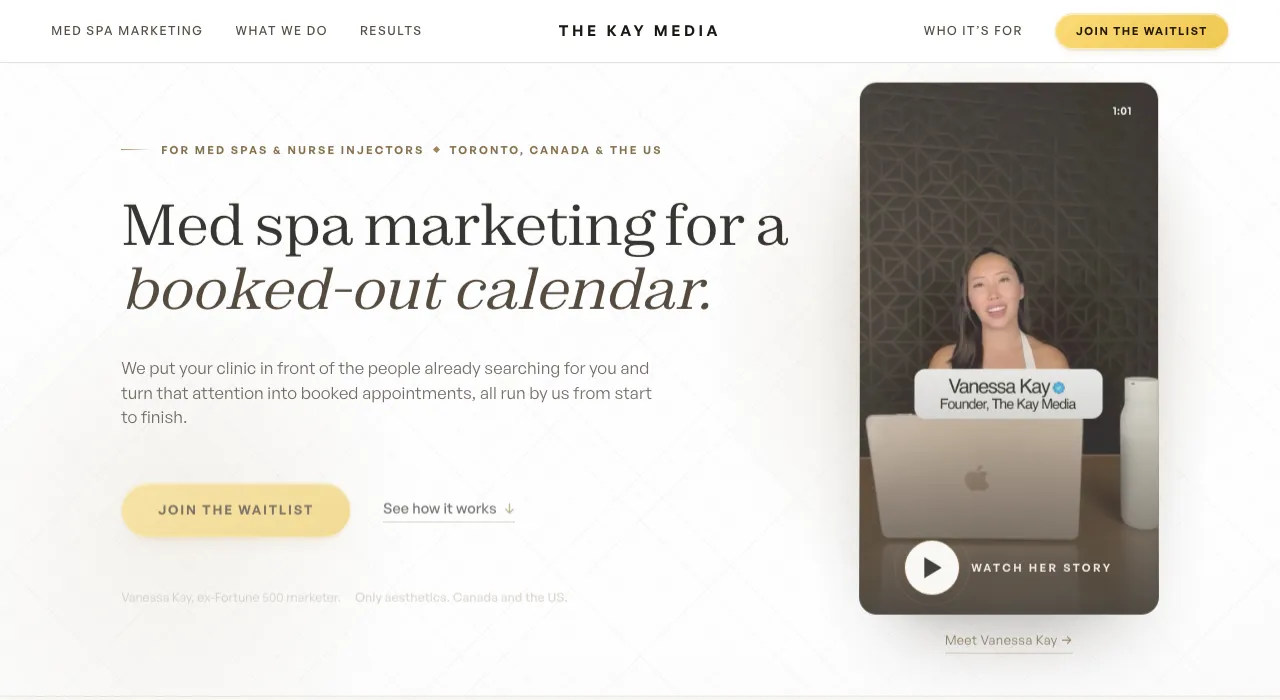 MED SPA MARKETING
WHAT WE DO
RESULTS
THE KAY MEDIA
WHO IT’S FOR
JOIN THE WAITLIST
FOR MED SPAS & NURSE INJECTORS ◆ TORONTO, CANADA & THE US
Med spa marketing for a
booked-out calendar.
We put your clinic in front of the people already searching for you and
turn that attention into booked appointments, all run by us from start
to finish.
JOIN THE WAITLIST
See how it works ↓
Vanessa Kay, ex-Fortune 500 marketer.
Only aesthetics. Canada and the US.
1:01
Vanessa Kay
Founder, The Kay Media
WATCH HER STORY
Meet Vanessa Kay →